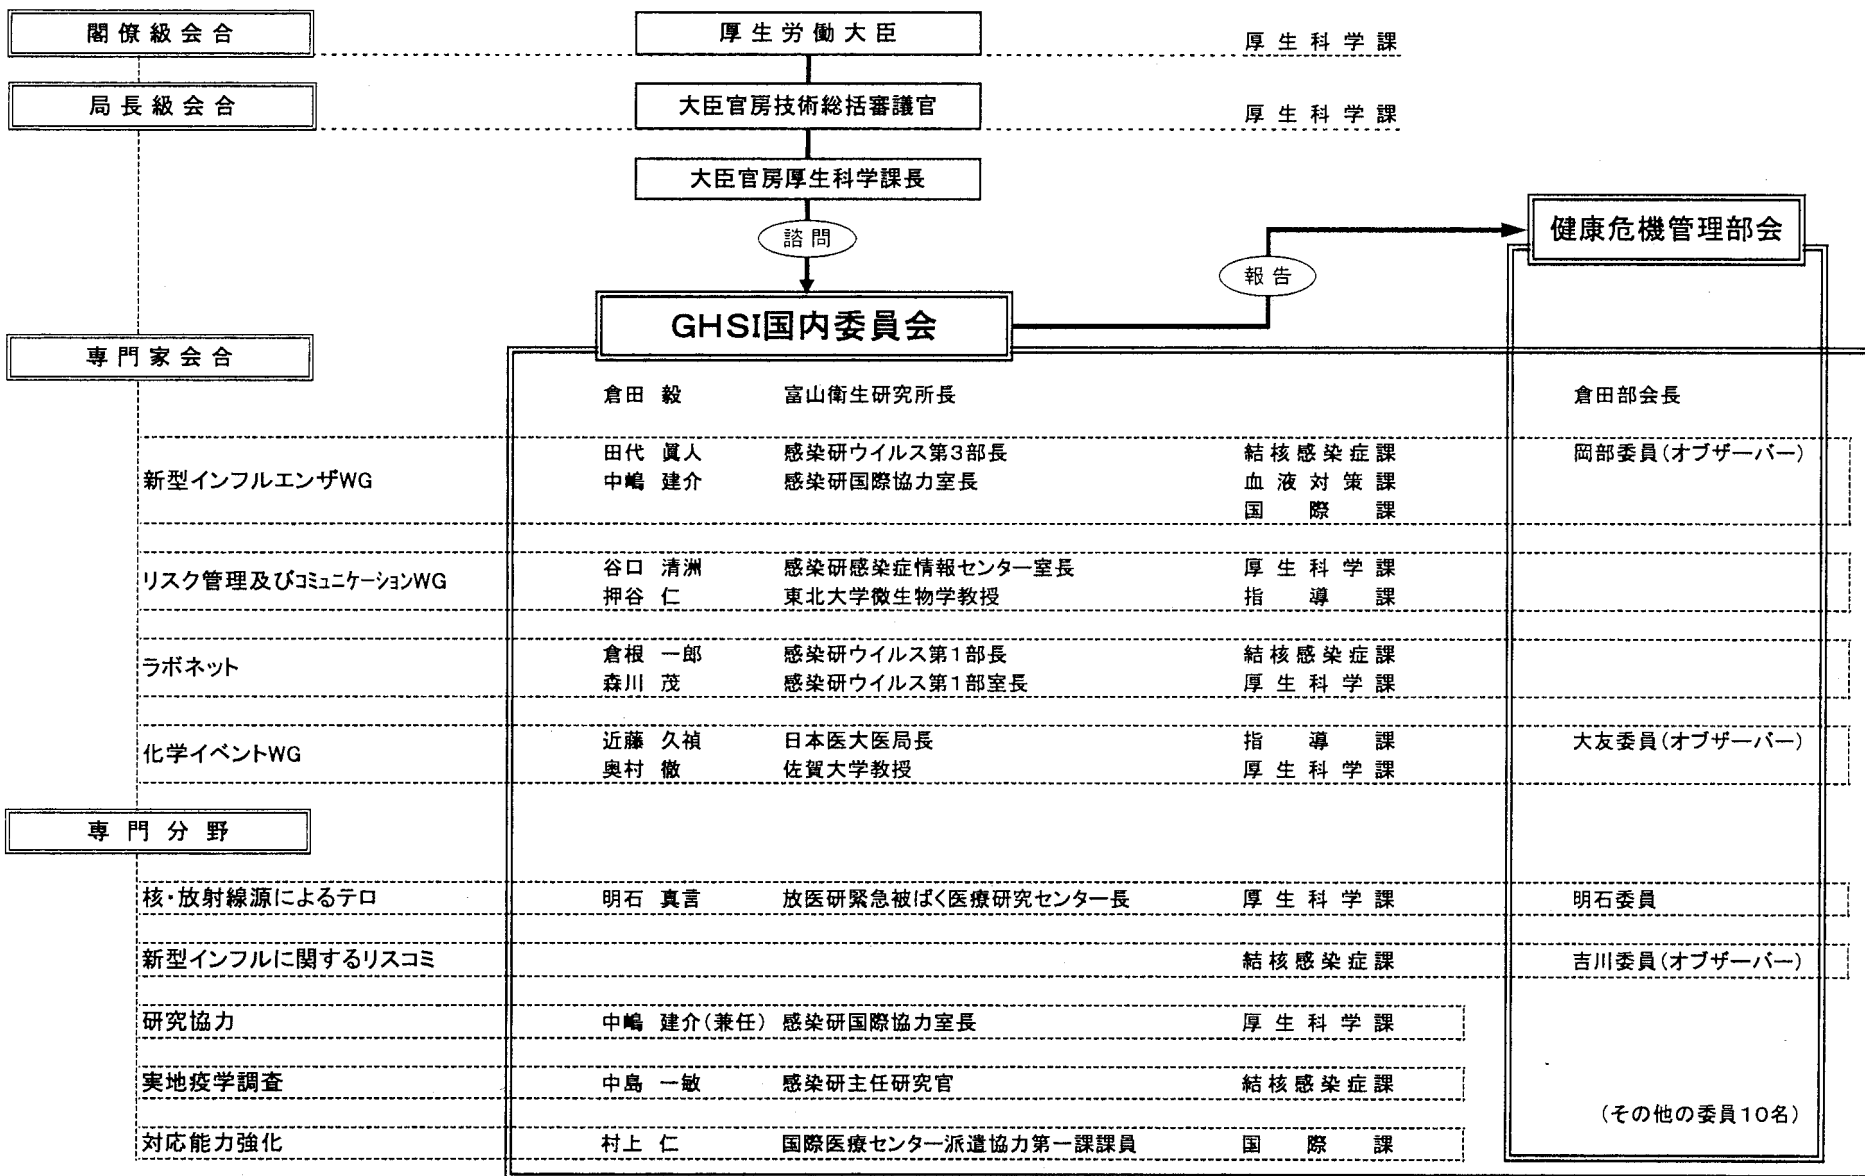 閣僚級会合 厚生労働大臣 厚生科学課
局長級会合 大臣官房技術総括審議官 厚生科学課
大臣官房厚生科学課長
諮問 健康危機管理部会
報告
GHSI国内委員会
専門家会合
倉田 毅 富山衛生研究所長 倉田部会長
田代 眞人 感染研ウイルス第3部長 結核感染症課 岡部委員(オブザーバー)
新型インフルエンザWG 中嶋 建介 感染研国際協力室長 血液対策課
国際課
谷口 清洲 感染研感染症情報センター室長 厚生科学課
リスク管理及びコミュニケーションWG
押谷 仁 東北大学微生物学教授 指導課
倉根 一郎 感染研ウイルス第1部長 結核感染症課
ラボネット
森川 茂 感染研ウイルス第1部室長 厚生科学課
近藤 久禎 日本医大医局長 指導課 大友委員(オブザーバー)
化学イベントWG
奥村 徹 佐賀大学教授 厚生科学課
専門分野
核・放射線源によるテロ 明石 真言 放医研緊急被ばく医療研究センター長 厚生科学課 明石委員
新型インフルに関するリスコミ 結核感染症課 吉川委員(オブザーバー)
研究協力 中嶋 建介(兼任) 感染研国際協力室長 厚生科学課
実地疫学調査 中島 一敏 感染研主任研究官 結核感染症課
(その他の委員10名)
対応能力強化 村上 仁 国際医療センター派遣協力第一課課員 国際課